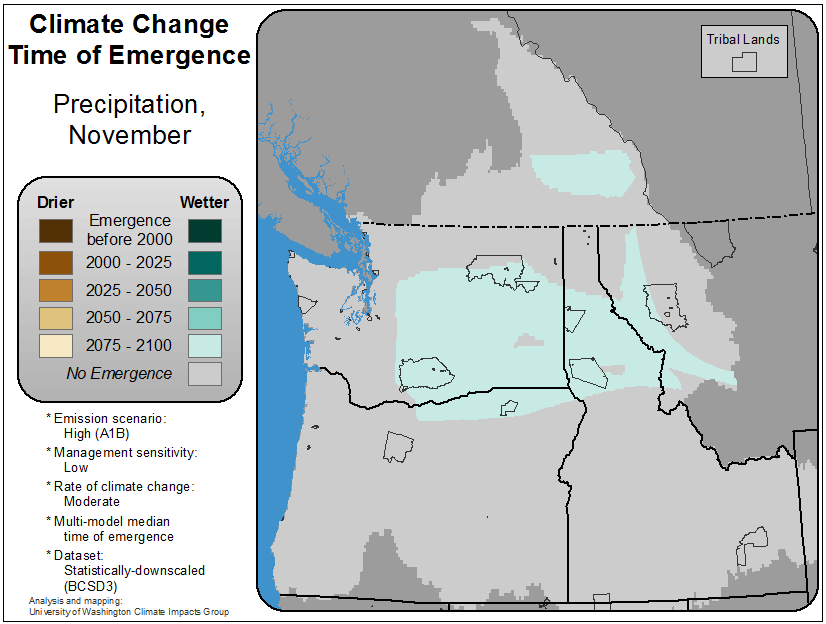 Climate Change
Time of Emergence
Precipitation,
November
Drier
Wetter
Emergence
before 2000
2000 - 2025
2025 - 2050
2050 - 2075
2075 - 2100
No Emergence
* Emission scenario:
High (A1B)
* Management sensitivity:
Low
* Rate of climate change:
Moderate
* Multi-model median
time of emergence
* Dataset:
Statistically-downscaled
(BCSD3)
Analysis and mapping:
University of Washington Climate Impacts Group
Tribal Lands